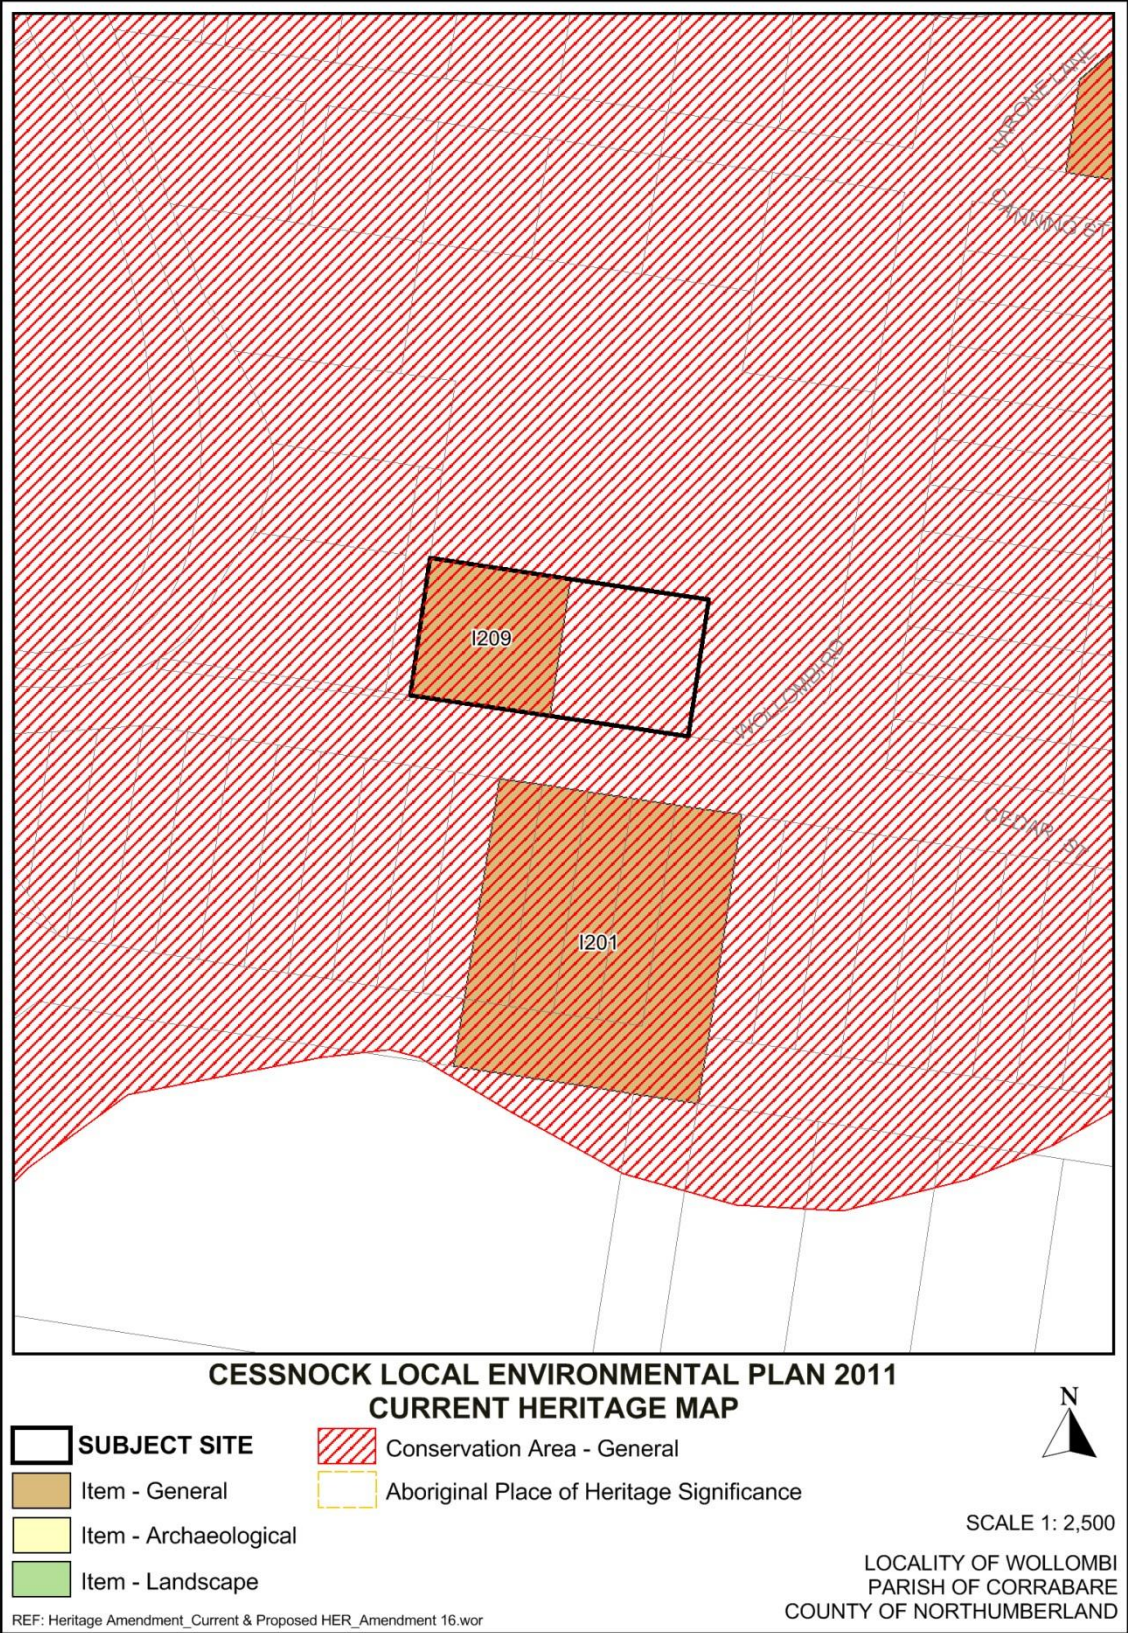 NARONE LANE
CANNING ST
I209
WOLLOMBI RD
CEDAR ST
I201
CESSNOCK LOCAL ENVIRONMENTAL PLAN 2011
CURRENT HERITAGE MAP
N
SUBJECT SITE
Conservation Area - General
Item - General
Aboriginal Place of Heritage Significance
Item - Archaeological
SCALE 1: 2,500
Item - Landscape
LOCALITY OF WOLLOMBI
PARISH OF CORRABARE
COUNTY OF NORTHUMBERLAND
REF: Heritage Amendment_Current & Proposed HER_Amendment 16.wor